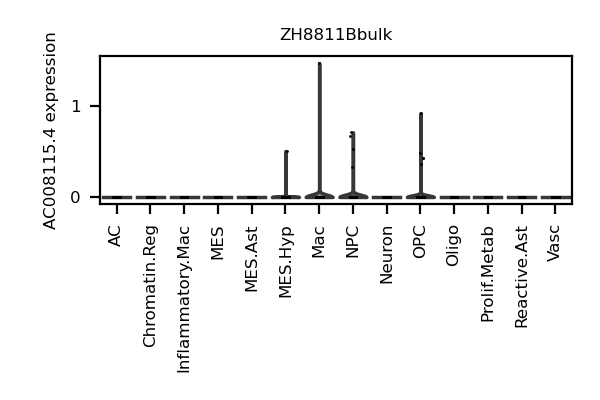 ZH8811Bbulk
AC008115.4 expression
1
0
AC
Chromatin.Reg
Inflammatory.Mac
MES
MES.Ast
MES.Hyp
Mac
NPC
Neuron
OPC
Oligo
Prolif.Metab
Reactive.Ast
Vasc